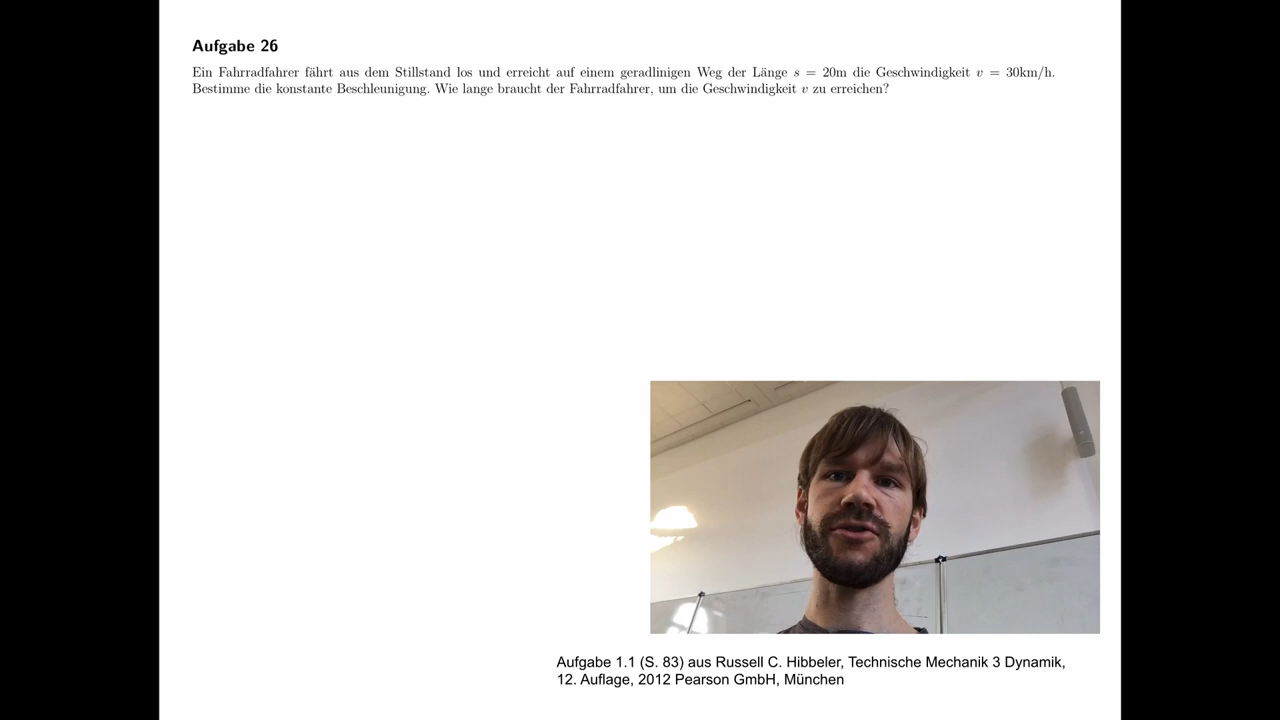 Aufgabe 26
Ein Fahrradfahrer fährt aus dem Stillstand los und erreicht auf einem geradlinigen Weg der Länge s = 20m die Geschwindigkeit v = 30km/h.
Bestimme die konstante Beschleunigung. Wie lange braucht der Fahrradfahrer, um die Geschwindigkeit v zu erreichen?
Aufgabe 1.1 (S. 83) aus Russell C. Hibbeler, Technische Mechanik 3 Dynamik,
12. Auflage, 2012 Pearson GmbH, München